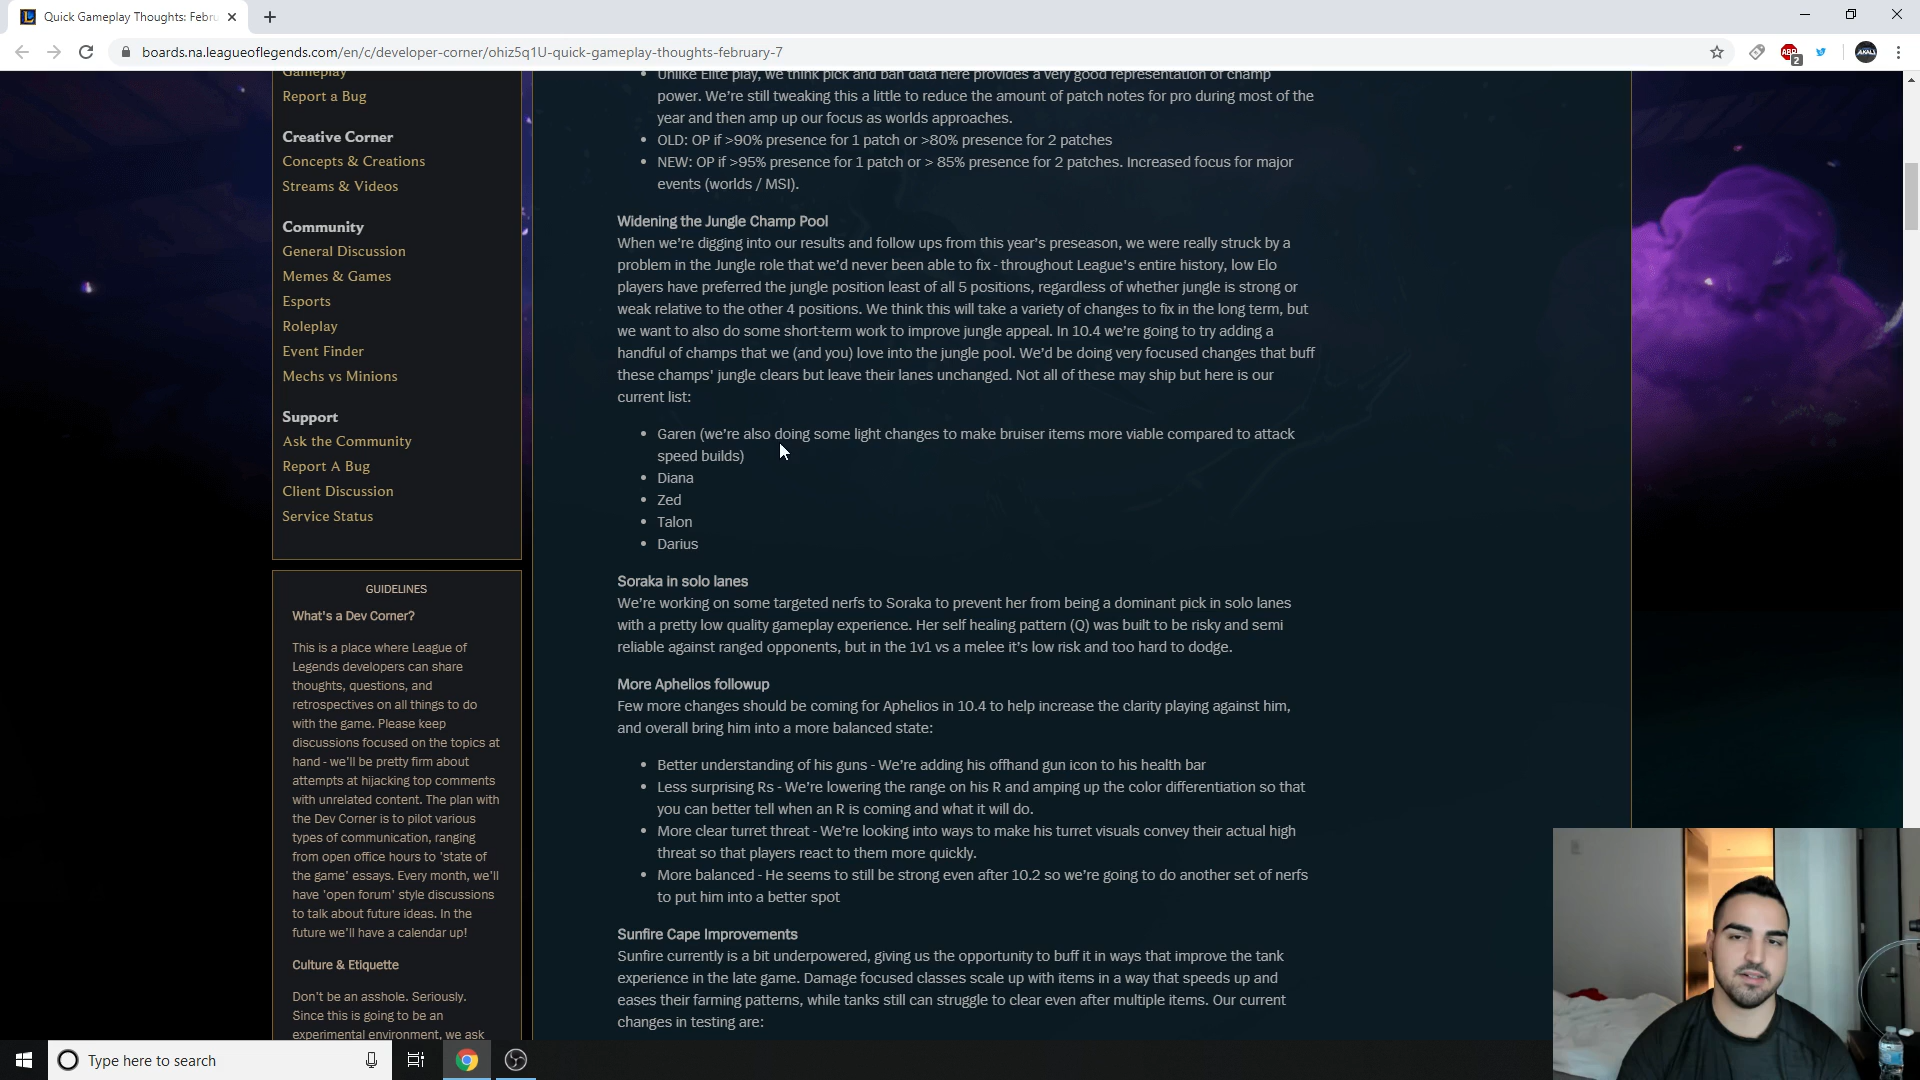 Quick Gameplay Thoughts: Febru
boards.na.leagueoflegends.com/en/c/developer-corner/ohiz5q1U-quick-gameplay-thoughts-february-7
ABP
2
AKALI
Gameplay
Report a Bug
Creative Corner
Concepts & Creations
Streams & Videos
Community
General Discussion
Memes & Games
Esports
Roleplay
Event Finder
Mechs vs Minions
Support
Ask the Community
Report A Bug
Client Discussion
Service Status
GUIDELINES
What's a Dev Corner?
This is a place where League of
Legends developers can share
thoughts, questions, and
retrospectives on all things to do
with the game. Please keep
discussions focused on the topics at
hand - we'll be pretty firm about
attempts at hijacking top comments
with unrelated content. The plan with
the Dev Corner is to pilot various
types of communication, ranging
from open office hours to 'state of
the game' essays. Every month, we'll
have 'open forum' style discussions
to talk about future ideas. In the
future we'll have a calendar up!
Culture & Etiquette
Don't be an asshole. Seriously.
Since this is going to be an
experimental environment, we ask
• Unlike Elite play, we think pick and ban data here provides a very good representation of champ
power. We're still tweaking this a little to reduce the amount of patch notes for pro during most of the
year and then amp up our focus as worlds approaches.
• OLD: OP if >90% presence for 1 patch or >80% presence for 2 patches
• NEW: OP if >95% presence for 1 patch or > 85% presence for 2 patches. Increased focus for major
events (worlds / MSI).
Widening the Jungle Champ Pool
When we're digging into our results and follow ups from this year's preseason, we were really struck by a
problem in the Jungle role that we'd never been able to fix - throughout League's entire history, low Elo
players have preferred the jungle position least of all 5 positions, regardless of whether jungle is strong or
weak relative to the other 4 positions. We think this will take a variety of changes to fix in the long term, but
we want to also do some short-term work to improve jungle appeal. In 10.4 we're going to try adding a
handful of champs that we (and you) love into the jungle pool. We'd be doing very focused changes that buff
these champs' jungle clears but leave their lanes unchanged. Not all of these may ship but here is our
current list:
• Garen (we're also doing some light changes to make bruiser items more viable compared to attack
speed builds)
• Diana
• Zed
• Talon
• Darius
Soraka in solo lanes
We're working on some targeted nerfs to Soraka to prevent her from being a dominant pick in solo lanes
with a pretty low quality gameplay experience. Her self healing pattern (Q) was built to be risky and semi
reliable against ranged opponents, but in the 1v1 vs a melee it's low risk and too hard to dodge.
More Aphelios followup
Few more changes should be coming for Aphelios in 10.4 to help increase the clarity playing against him,
and overall bring him into a more balanced state:
• Better understanding of his guns - We're adding his offhand gun icon to his health bar
• Less surprising Rs - We're lowering the range on his R and amping up the color differentiation so that
you can better tell when an R is coming and what it will do.
• More clear turret threat - We're looking into ways to make his turret visuals convey their actual high
threat so that players react to them more quickly.
• More balanced - He seems to still be strong even after 10.2 so we're going to do another set of nerfs
to put him into a better spot
Sunfire Cape Improvements
Sunfire currently is a bit underpowered, giving us the opportunity to buff it in ways that improve the tank
experience in the late game. Damage focused classes scale up with items in a way that speeds up and
eases their farming patterns, while tanks still can struggle to clear even after multiple items. Our current
changes in testing are:
Type here to search